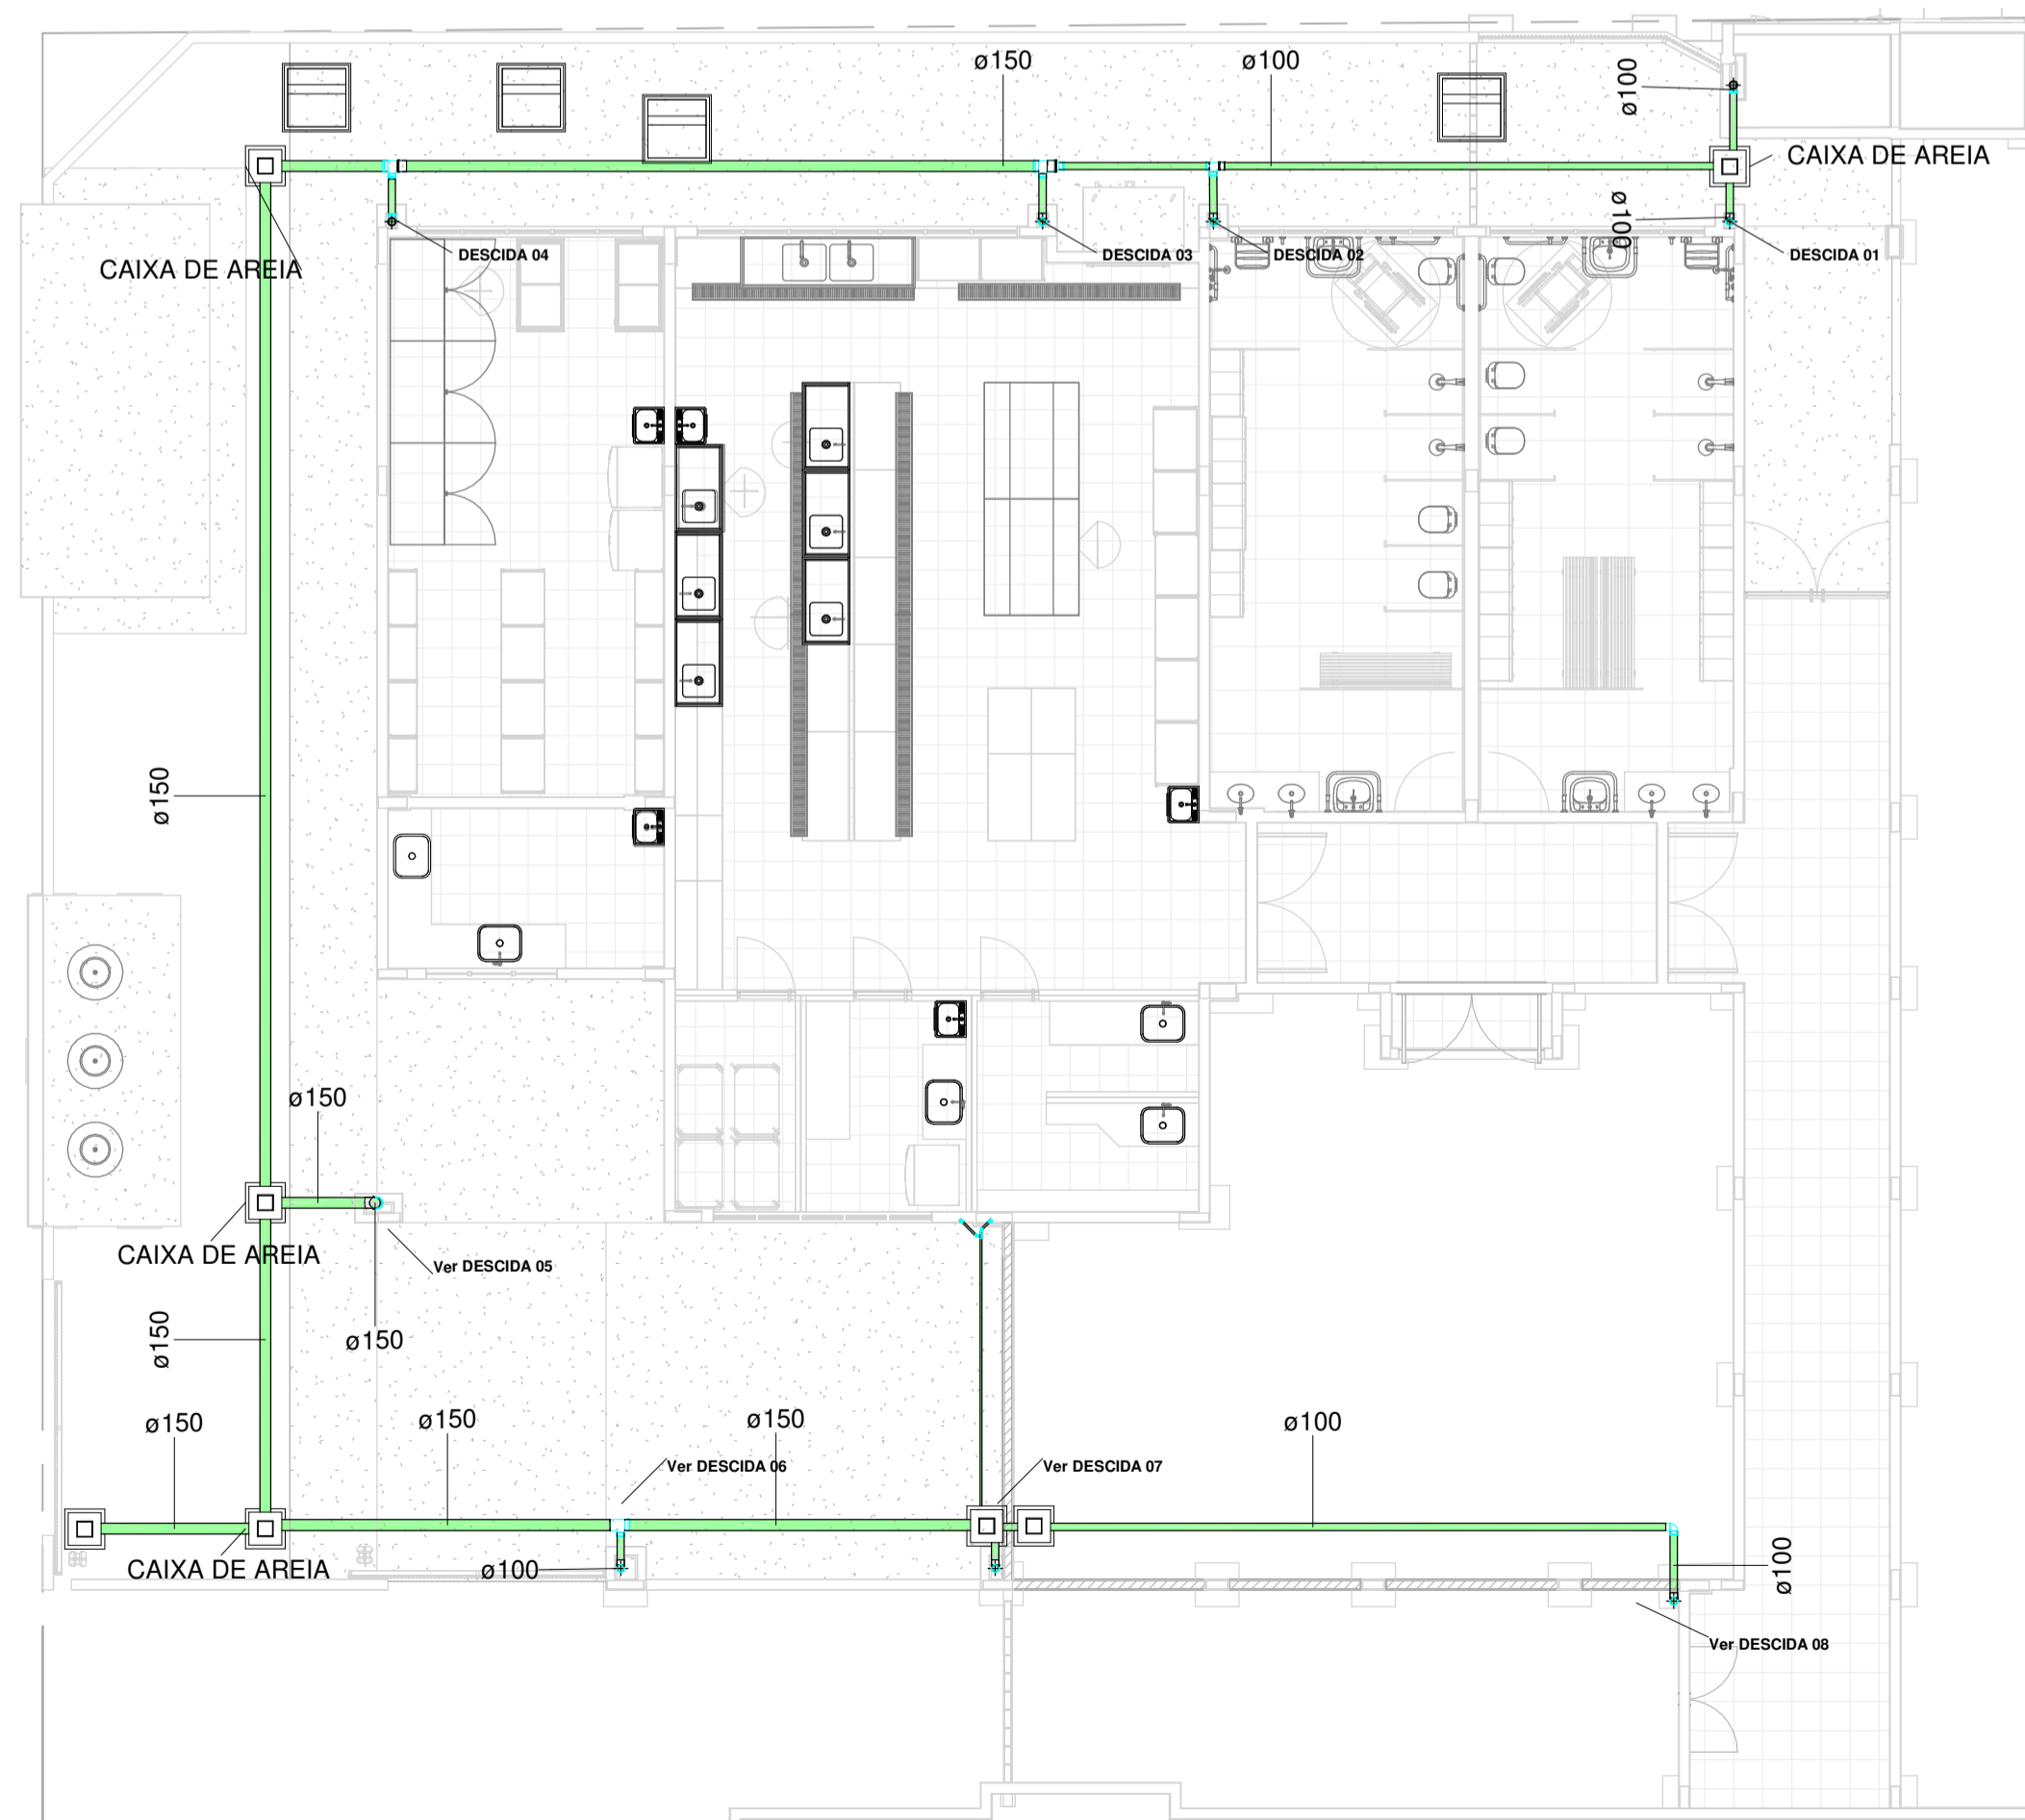 ø150
ø100
ø100
CAIXA DE AREIA
ø100
CAIXA DE AREIA
DESCIDA 04
DESCIDA 03
DESCIDA 02
DESCIDA 01
ø150
ø150
CAIXA DE AREIA
Ver DESCIDA 05
ø150
ø150
ø150
ø150
ø150
ø100
Ver DESCIDA 06
Ver DESCIDA 07
CAIXA DE AREIA
ø100
ø100
Ver DESCIDA 08